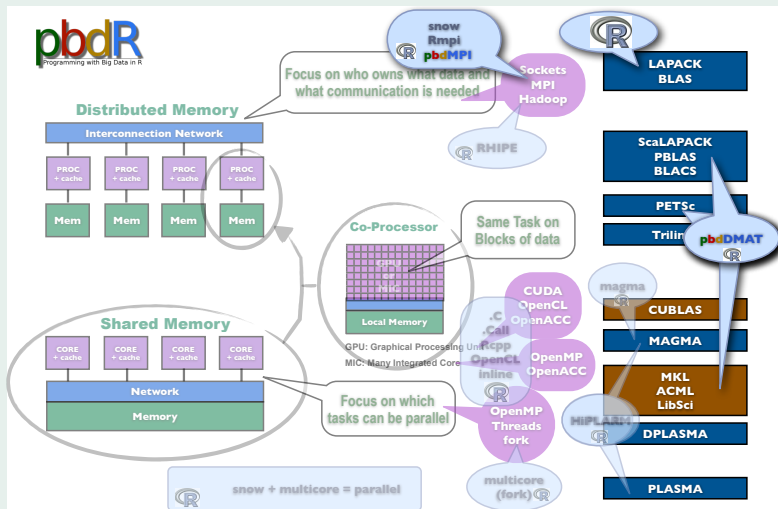 pbdR
Programming with Big Data in R
snow
Rmpi
R pbdMPI
R
Focus on who owns what data and
what communication is needed
Sockets
MPI
Hadoop
LAPACK
BLAS
Distributed Memory
Interconnection Network
PROC
+ cache
PROC
+ cache
PROC
+ cache
PROC
+ cache
Mem
Mem
Mem
Mem
R RHIPE
ScaLAPACK
PBLAS
BLACS
PETSc
pbdDMAT
R
Co-Processor
GPU
or
MIC
Local Memory
GPU: Graphical Processing Unit
MIC: Many Integrated Core
Same Task on
Blocks of data
CUDA
OpenCL
OpenACC
.C
.Call
Rcpp
OpenCL
inline
R
OpenMP
OpenACC
magma
R
CUBLAS
MAGMA
MKL
ACML
LibSci
HiPLARM
R
DPLASMA
PLASMA
Shared Memory
CORE
+ cache
CORE
+ cache
CORE
+ cache
CORE
+ cache
Network
Memory
Focus on which
tasks can be parallel
OpenMP
Threads
fork
R snow + multicore = parallel
multicore
(fork) R